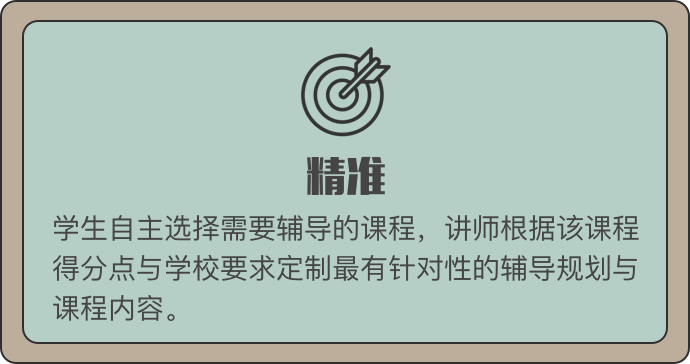 精准
学生自主选择需要辅导的课程，讲师根据该课程
得分点与学校要求定制最有针对性的辅导规划与
课程内容。